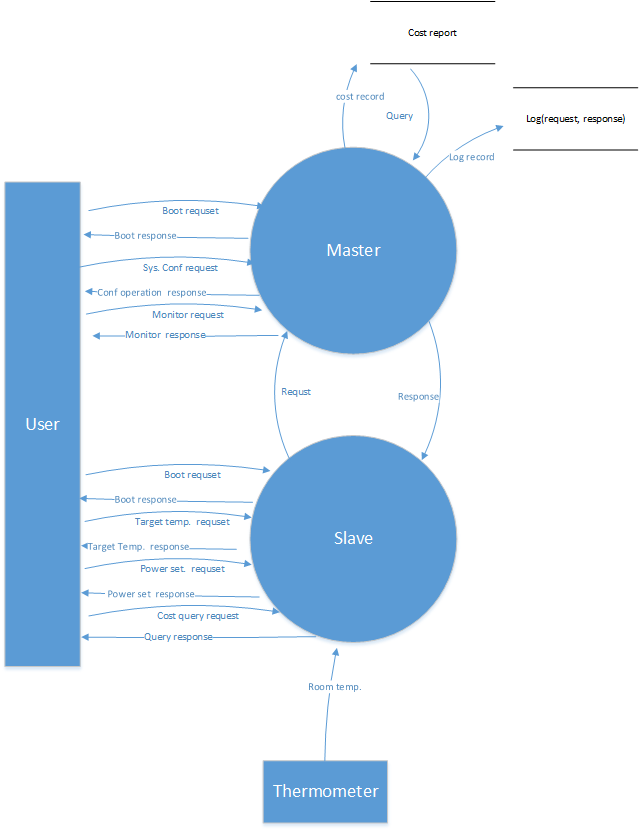 Cost report
cost record
Query
Log(request, response)
Log record
Boot requset
Boot response
Master
Sys. Conf request
Conf operation response
Monitor request
Monitor response
Requst
Response
User
Boot requset
Boot response
Target temp. requset
Slave
Target Temp. response
Power set. requset
Power set response
Cost query request
Query response
Room temp.
Thermometer